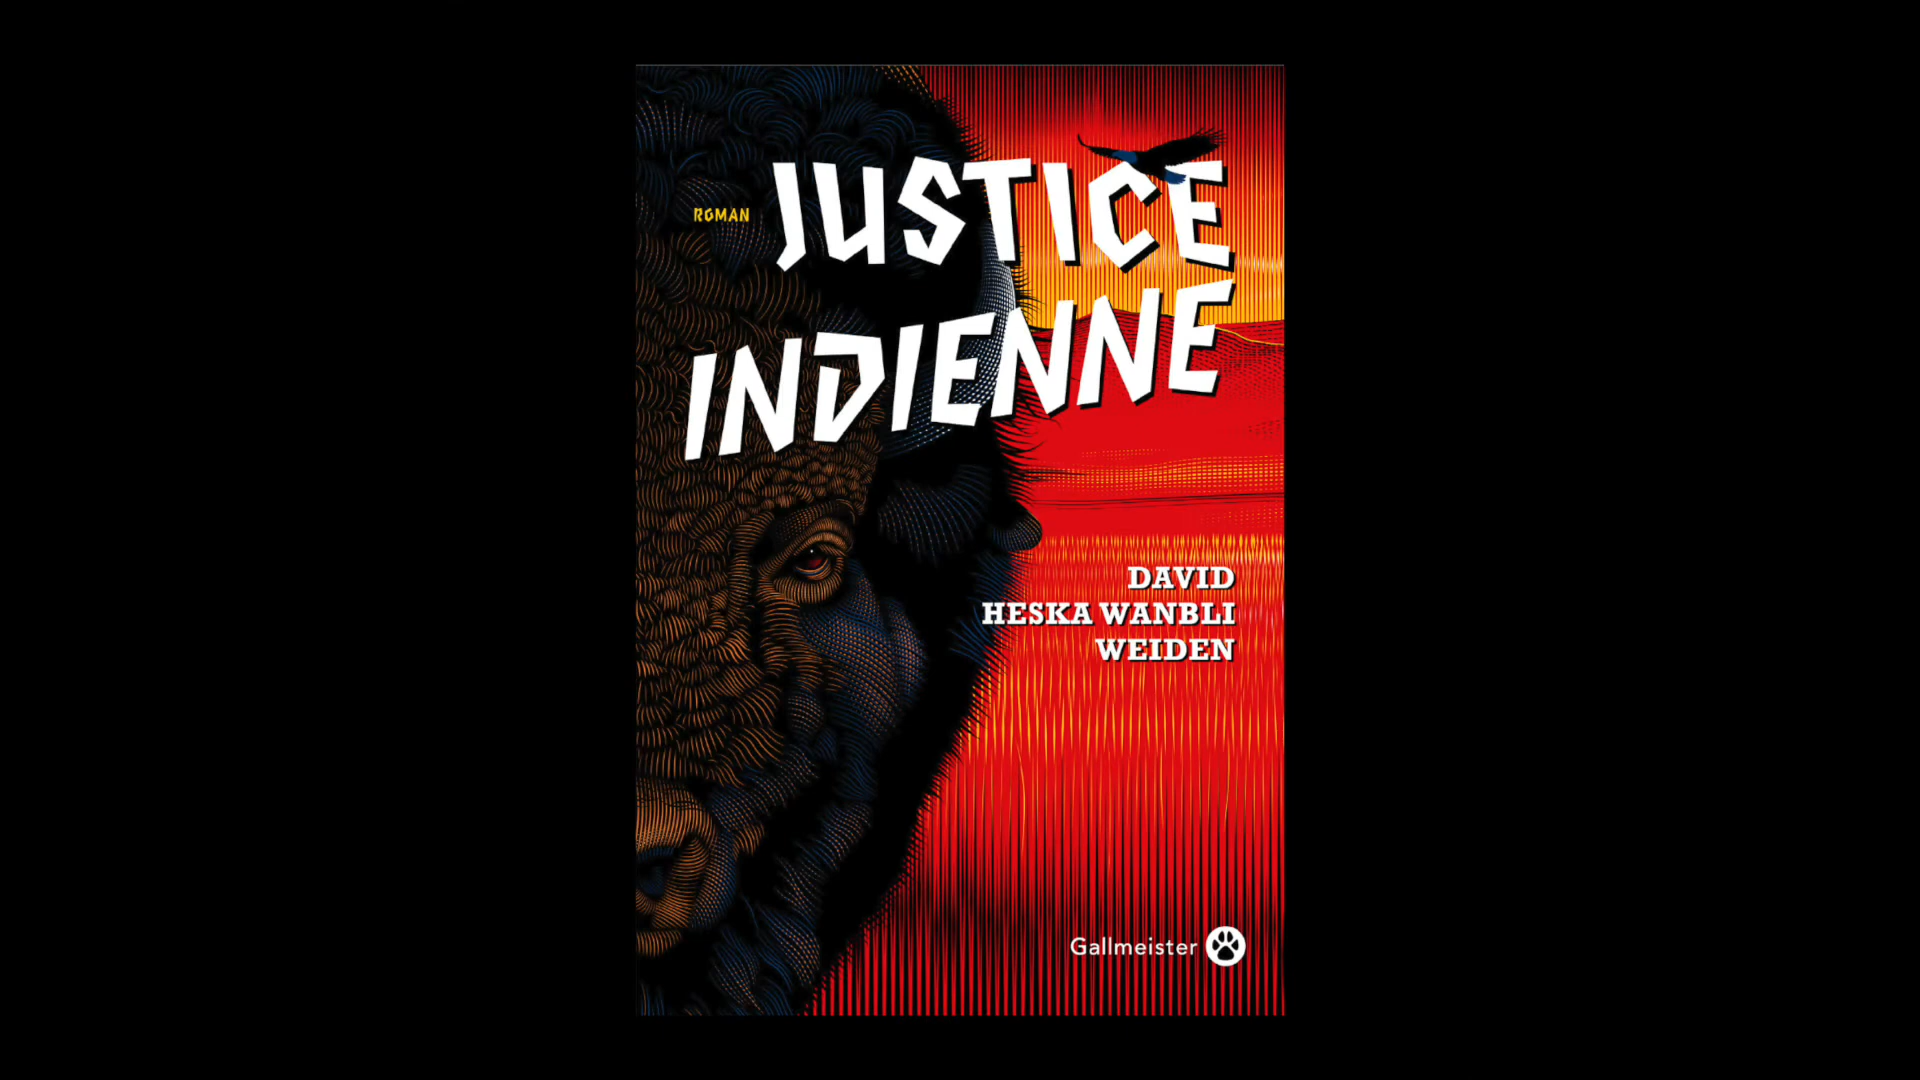 JUSTICE
ROMAN
INDIENNE
DAVID
HESKA WANBLI
WEIDEN
Gallmeister